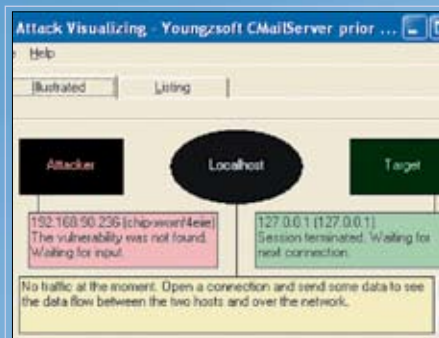 Attack Visualizing - Youngzsoft CMailServer prior ...
Help
Illustrated
Listing
Attacker
Localhost
Target
192.168.90.236
The vulnerability was not found.
Waiting for input.
127.0.0.1 (127.0.0.1)
Session terminated. Waiting for
next connection.
No traffic at the moment. Open a connection and send some data to see
the data flow between the two hosts and over the network.